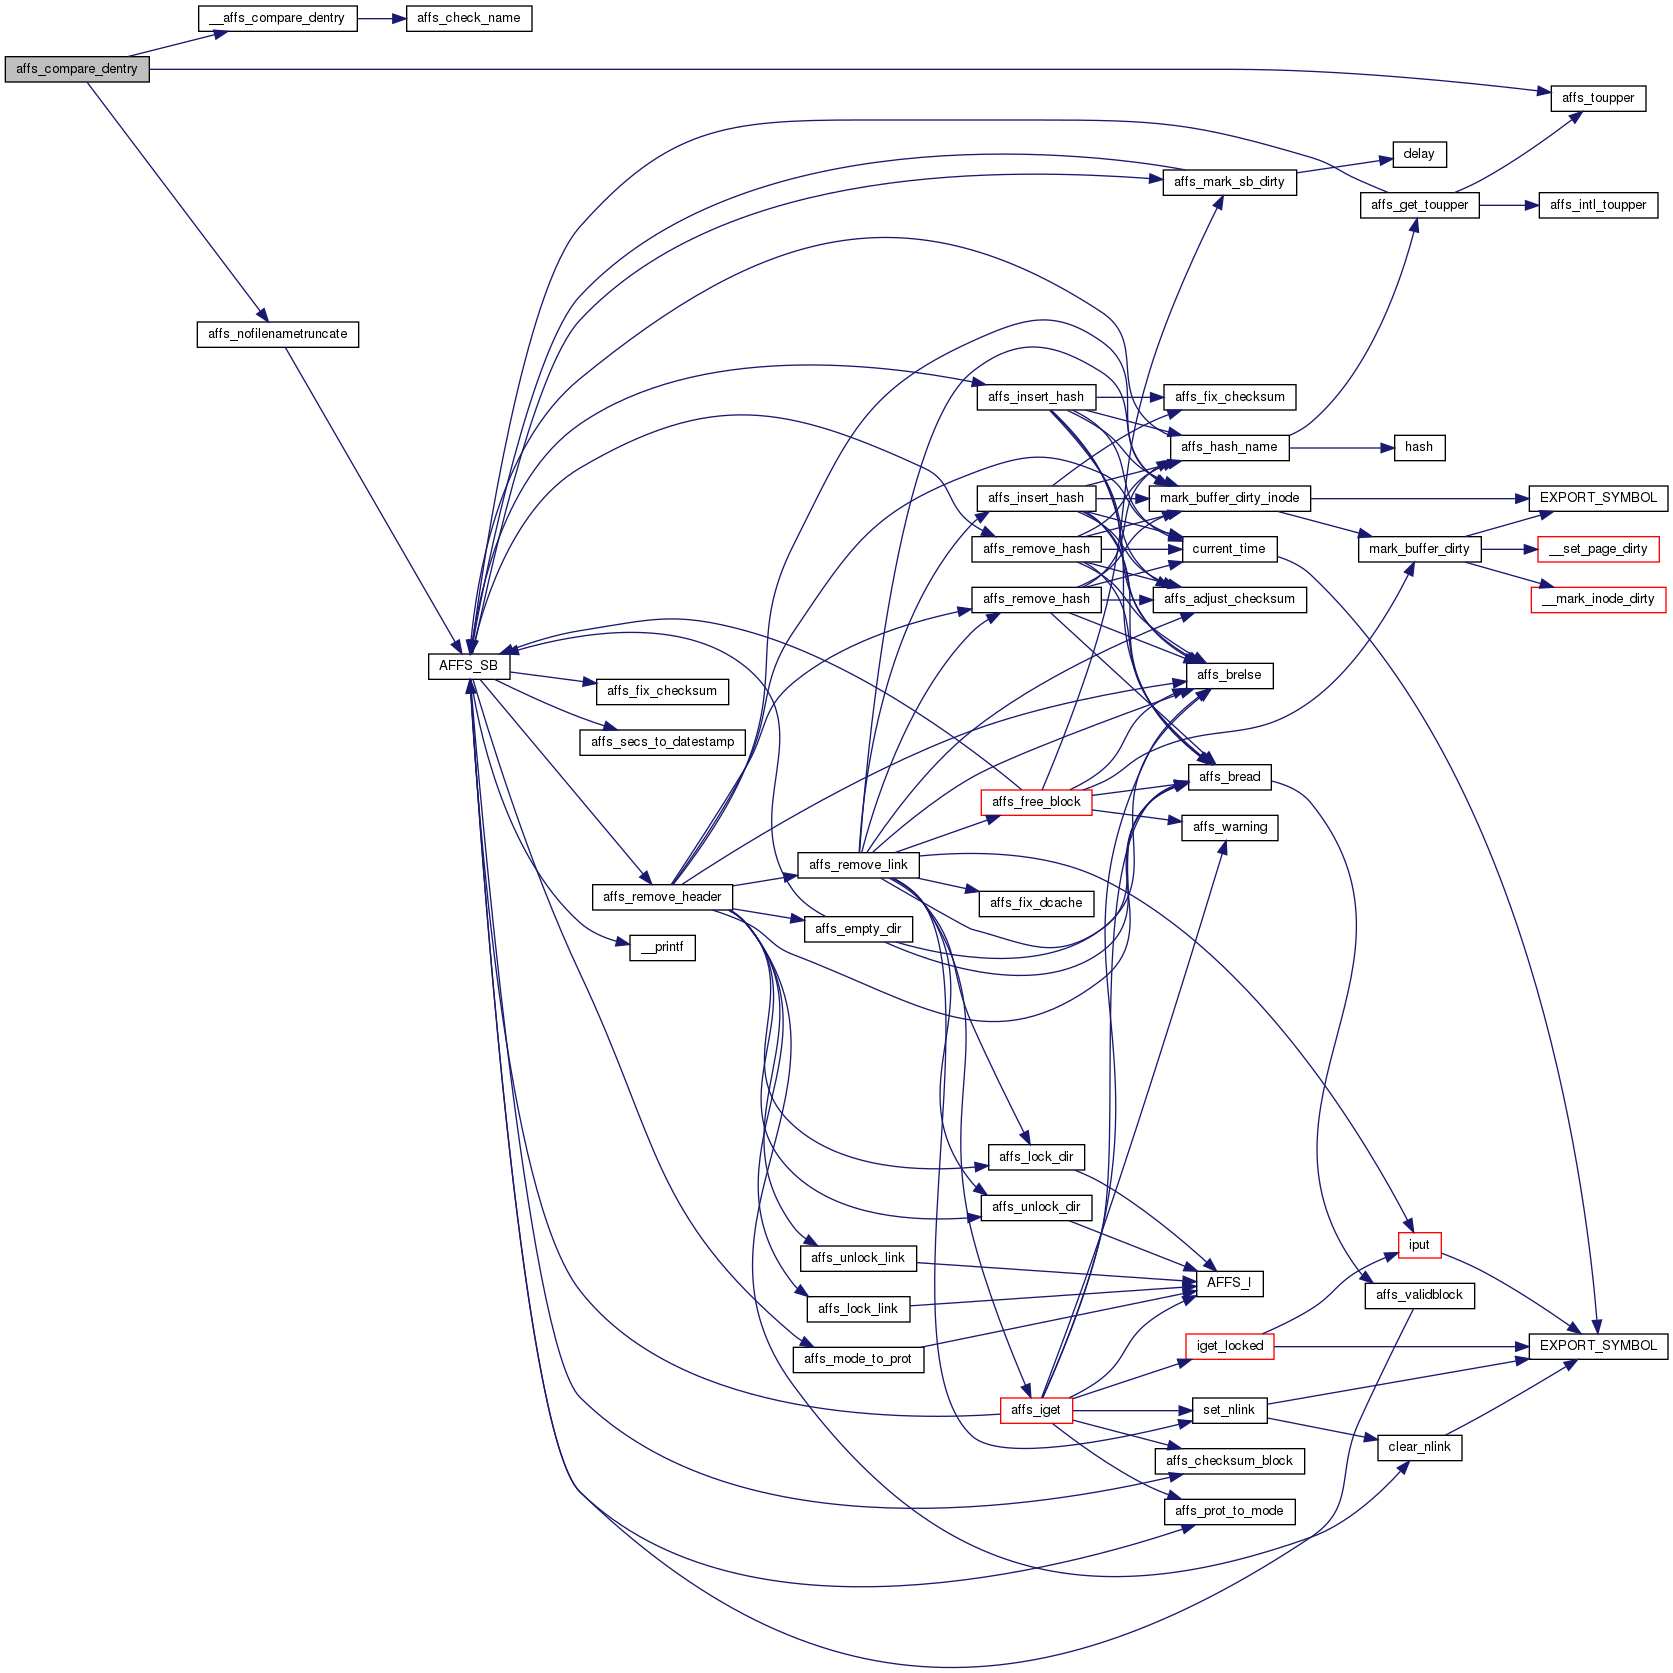 __affs_compare_dentry
affs_check_name
affs_compare_dentry
affs_toupper
delay
affs_mark_sb_dirty
affs_get_toupper
affs_intl_toupper
affs_nofilenametruncate
affs_insert_hash
affs_fix_checksum
affs_hash_name
hash
affs_insert_hash
mark_buffer_dirty_inode
EXPORT_SYMBOL
affs_remove_hash
current_time
mark_buffer_dirty
__set_page_dirty
affs_remove_hash
affs_adjust_checksum
__mark_inode_dirty
AFFS_SB
affs_brelse
affs_fix_checksum
affs_secs_to_datestamp
affs_bread
affs_free_block
affs_warning
affs_remove_link
affs_remove_header
affs_fix_dcache
affs_empty_dir
__printf
affs_lock_dir
affs_unlock_dir
iput
affs_unlock_link
AFFS_I
affs_validblock
affs_lock_link
iget_locked
EXPORT_SYMBOL
affs_mode_to_prot
affs_iget
set_nlink
clear_nlink
affs_checksum_block
affs_prot_to_mode